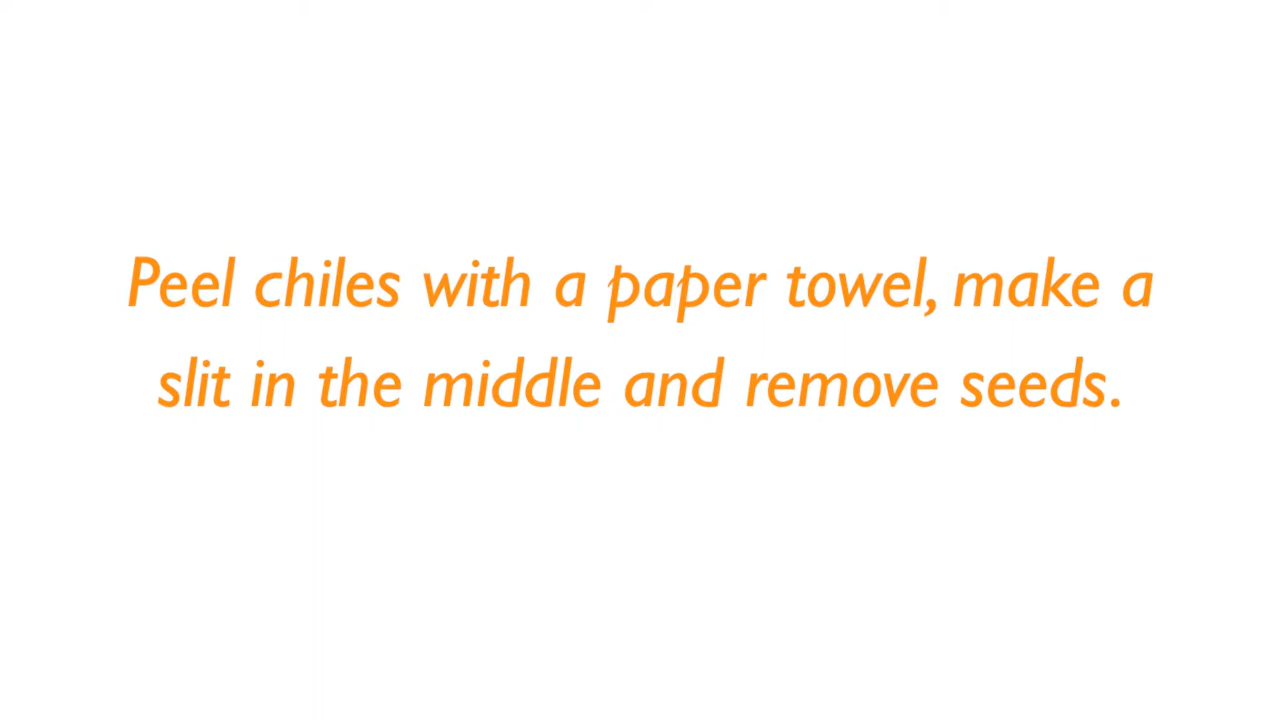 Peel chiles with a paper towel, make a
slit in the middle and remove seeds.